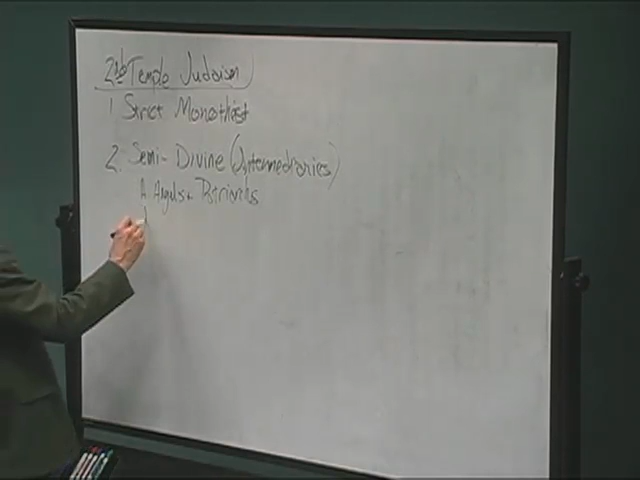 2nd Temple Judaism
1 Strict Monotheist
2. Semi-Divine (Intermediaries)
A Angels + Patriarchs